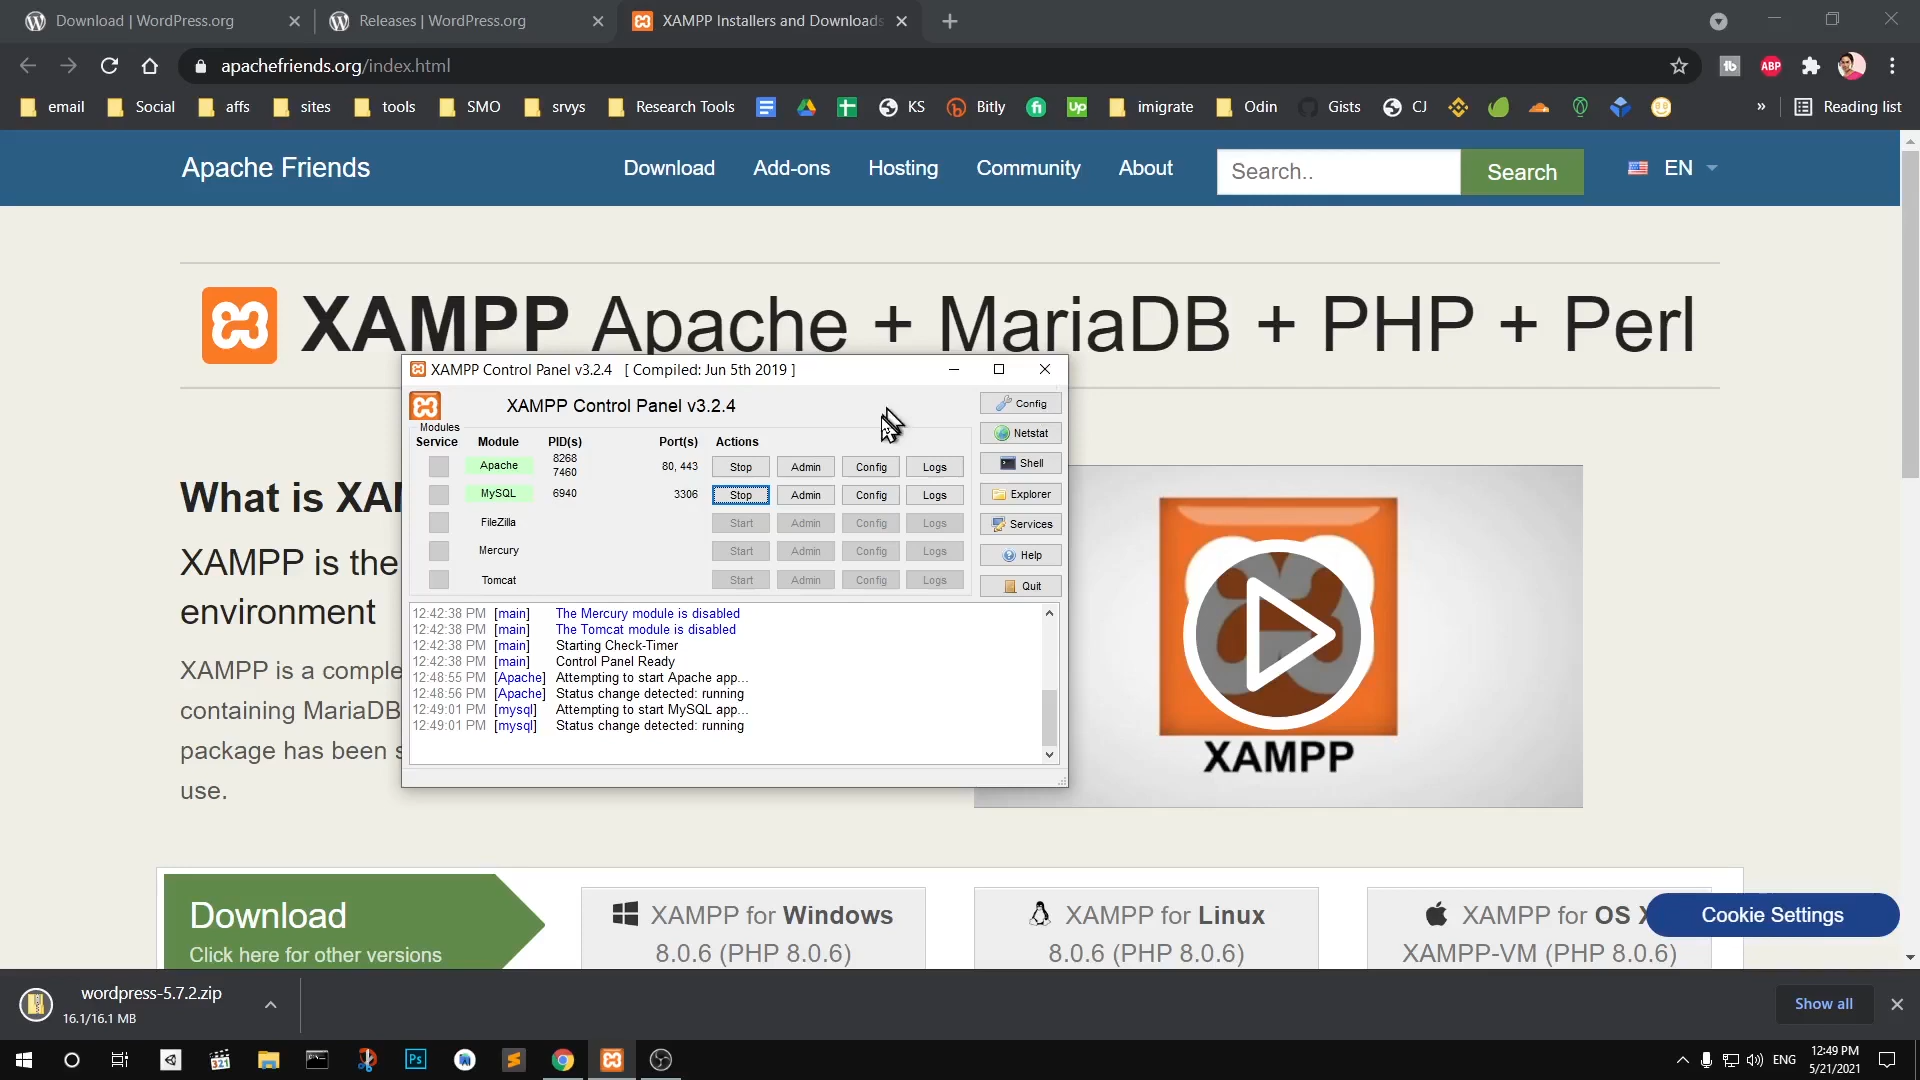 Download | WordPress.org
Releases | WordPress.org
XAMPP Installers and Downloads
apachefriends.org/index.html
tb
ABP
email
Social
affs
sites
tools
SMO
srvys
Research Tools
KS
Bitly
fi
Up
imigrate
Odin
Gists
CJ
»
Reading list
Apache Friends
Download
Add-ons
Hosting
Community
About
Search..
Search
EN
XAMPP Apache + MariaDB + PHP + Perl
What is XA
XAMPP is the
environment
XAMPP is a comple
containing MariaDB
package has been s
use.
XAMPP Control Panel v3.2.4 [ Compiled: Jun 5th 2019 ]
XAMPP Control Panel v3.2.4
Modules
Service Module PID(s) Port(s) Actions
Apache 8268 7460 80, 443 Stop Admin Config Logs
MySQL 6940 3306 Stop Admin Config Logs
FileZilla Start Admin Config Logs
Mercury Start Admin Config Logs
Tomcat Start Admin Config Logs
Config
Netstat
Shell
Explorer
Services
Help
Quit
12:42:38 PM [main] The Mercury module is disabled
12:42:38 PM [main] The Tomcat module is disabled
12:42:38 PM [main] Starting Check-Timer
12:42:38 PM [main] Control Panel Ready
12:48:55 PM [Apache] Attempting to start Apache app...
12:48:56 PM [Apache] Status change detected: running
12:49:01 PM [mysql] Attempting to start MySQL app...
12:49:01 PM [mysql] Status change detected: running
XAMPP
Download
Click here for other versions
XAMPP for Windows
8.0.6 (PHP 8.0.6)
XAMPP for Linux
8.0.6 (PHP 8.0.6)
XAMPP for OS X
XAMPP-VM (PHP 8.0.6)
Cookie Settings
wordpress-5.7.2.zip
16.1/16.1 MB
Show all
321
Ps
ENG
12:49 PM
5/21/2021